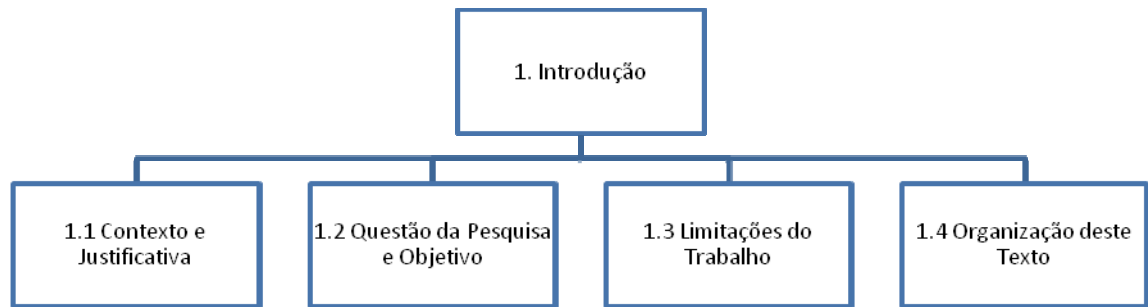 1. Introdução
1.1 Contexto e
Justificativa
1.2 Questão da Pesquisa
e Objetivo
1.3 Limitações do
Trabalho
1.4 Organização deste
Texto